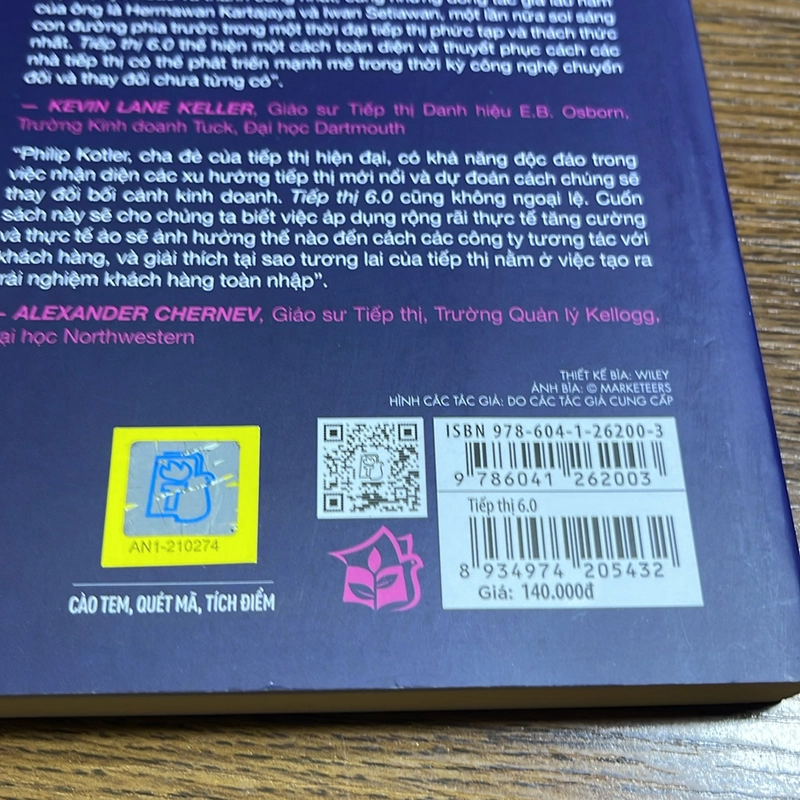 của ông là Hermawan Kartajaya và Iwan Setiawan, một lần nữa soi sáng
con đường phía trước trong một thời đại tiếp thị phức tạp và thách thức
nhất. Tiếp thị 6.0 thể hiện một cách toàn diện và thuyết phục cách các
nhà tiếp thị có thể phát triển mạnh mẽ trong thời kỳ công nghệ chuyển
đổi và thay đổi chưa từng có".
— KEVIN LANE KELLER, Giáo sư Tiếp thị Danh hiệu E.B. Osborn,
Trường Kinh doanh Tuck, Đại học Dartmouth
"Philip Kotler, cha đẻ của tiếp thị hiện đại, có khả năng độc đáo trong
việc nhận diện các xu hướng tiếp thị mới nổi và dự đoán cách chúng sẽ
thay đổi bối cảnh kinh doanh. Tiếp thị 6.0 cũng không ngoại lệ. Cuốn
sách này sẽ cho chúng ta biết việc áp dụng rộng rãi thực tế tăng cường
và thực tế ảo sẽ ảnh hưởng thế nào đến cách các công ty tương tác với
khách hàng, và giải thích tại sao tương lai của tiếp thị nằm ở việc tạo ra
rải nghiệm khách hàng toàn nhập".
– ALEXANDER CHERNEV, Giáo sư Tiếp thị, Trường Quản lý Kellogg,
ại học Northwestern
THIẾT KẾ BÌA: WILEY
ẢNH BÌA: © MARKETEERS
HÌNH CÁC TÁC GIẢ: DO CÁC TÁC GIẢ CUNG CẤP
ISBN 978-604-1-26200-3
9 786041 262003
Tiếp thị 6.0
8 934974 205432
Giá: 140.000đ
AN1-210274
CÀO TEM, QUÉT MÃ, TÍCH ĐIỂM